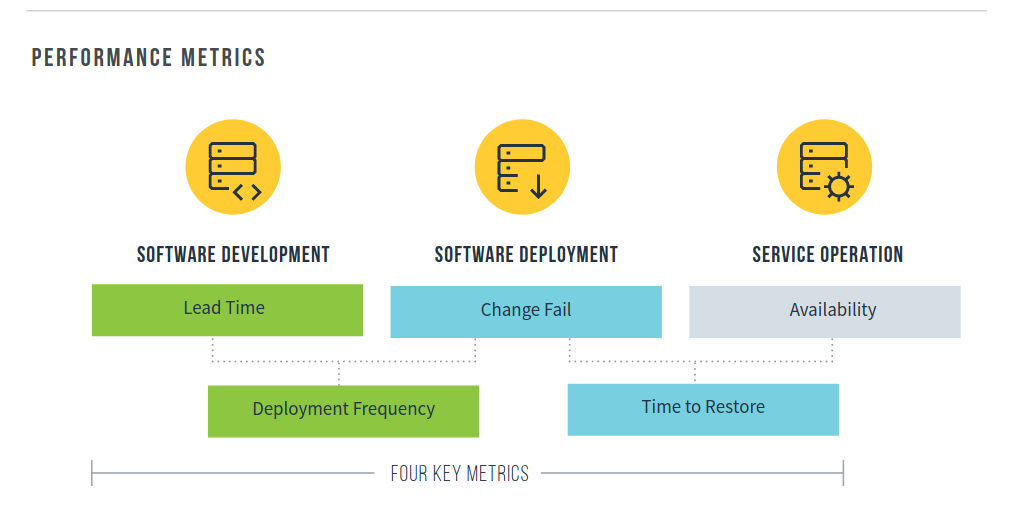 PERFORMANCE METRICS
SOFTWARE DEVELOPMENT
SOFTWARE DEPLOYMENT
SERVICE OPERATION
Lead Time
Change Fail
Availability
Deployment Frequency
Time to Restore
FOUR KEY METRICS